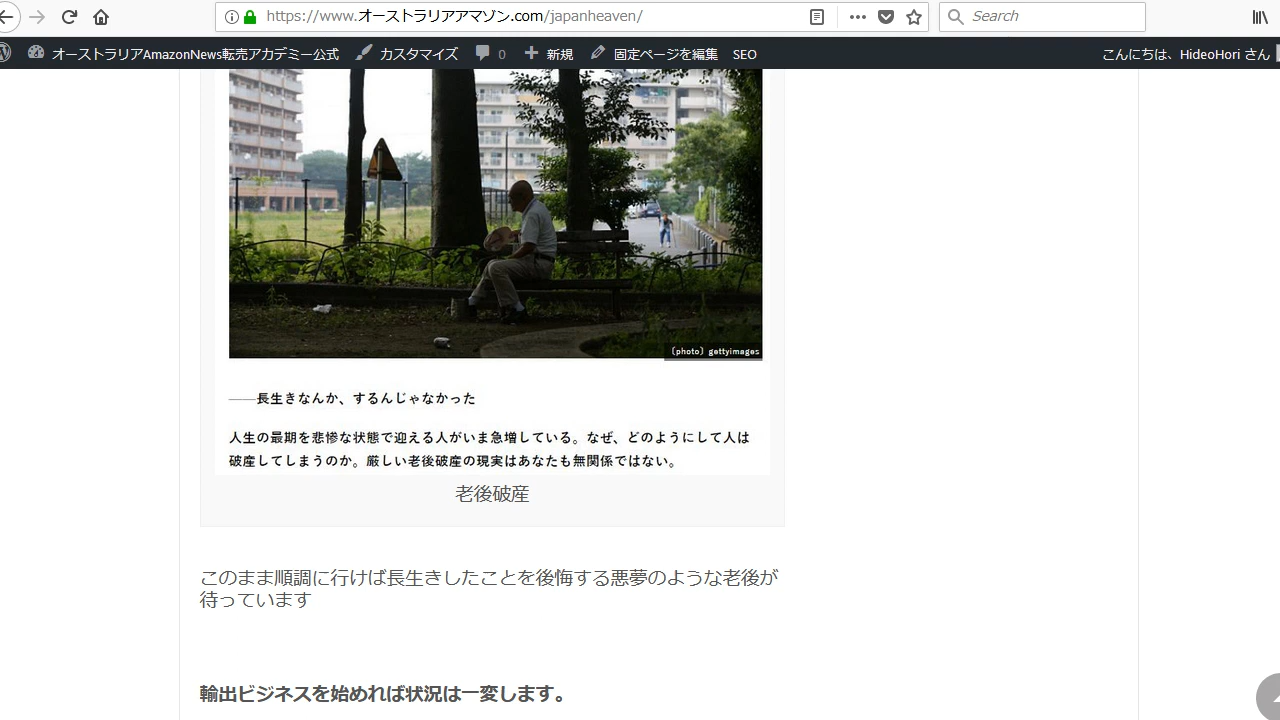 https://www.オーストラリアアマゾン.com/japanheaven/
Search
オーストラリアAmazonNews転売アカデミー公式 カスタマイズ 0 新規 固定ページを編集 SEO こんにちは、HideoHori さん
〔photo〕gettyimages
——長生きなんか、するんじゃなかった
人生の最期を悲惨な状態で迎える人がいま急増している。なぜ、どのようにして人は
破産してしまうのか。厳しい老後破産の現実はあなたも無関係ではない。
老後破産
このまま順調に行けば長生きしたことを後悔する悪夢のような老後が
待っています
輸出ビジネスを始めれば状況は一変します。